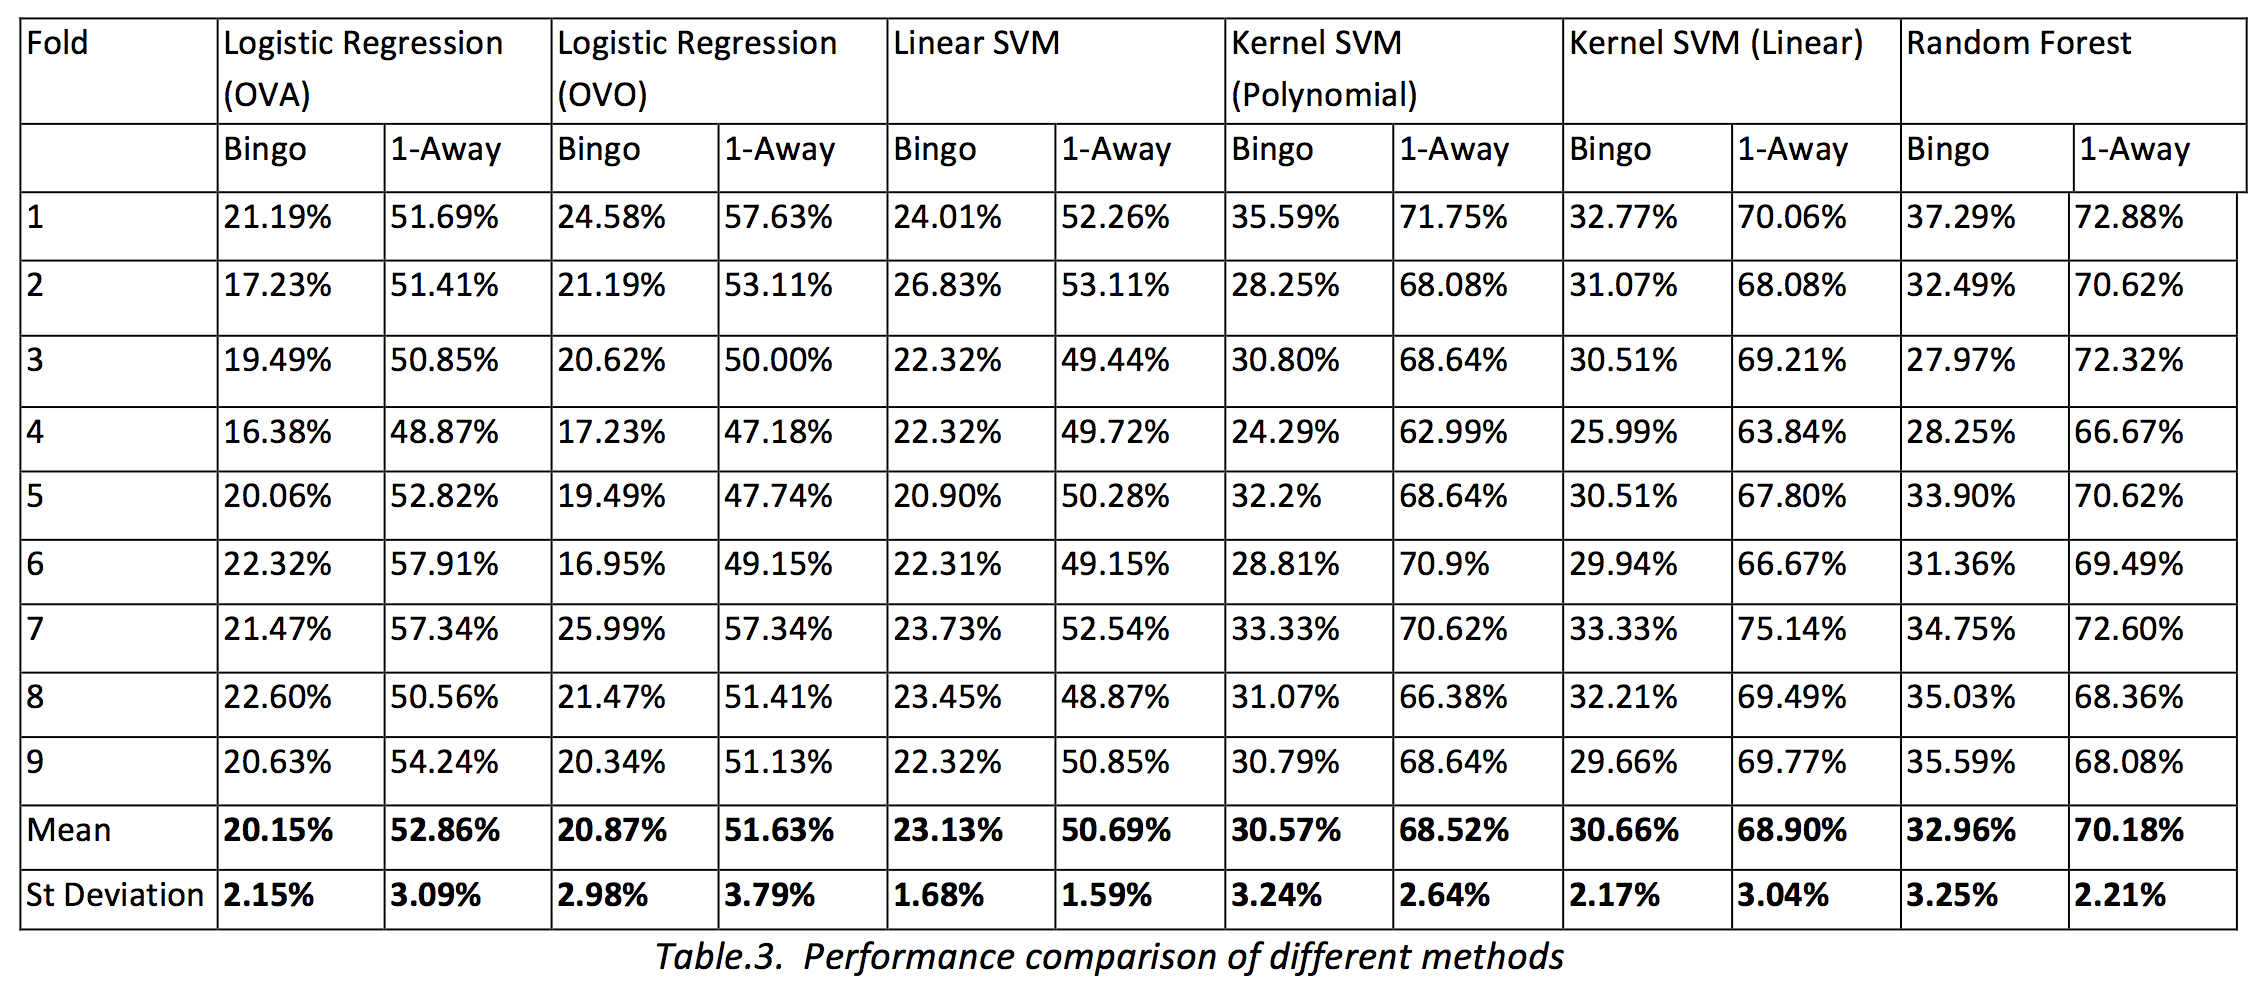 Fold Logistic Regression (OVA) Logistic Regression (OVO) Linear SVM Kernel SVM (Polynomial) Kernel SVM (Linear) Random Forest
Bingo 1-Away Bingo 1-Away Bingo 1-Away Bingo 1-Away Bingo 1-Away Bingo 1-Away
1 21.19% 51.69% 24.58% 57.63% 24.01% 52.26% 35.59% 71.75% 32.77% 70.06% 37.29% 72.88%
2 17.23% 51.41% 21.19% 53.11% 26.83% 53.11% 28.25% 68.08% 31.07% 68.08% 32.49% 70.62%
3 19.49% 50.85% 20.62% 50.00% 22.32% 49.44% 30.80% 68.64% 30.51% 69.21% 27.97% 72.32%
4 16.38% 48.87% 17.23% 47.18% 22.32% 49.72% 24.29% 62.99% 25.99% 63.84% 28.25% 66.67%
5 20.06% 52.82% 19.49% 47.74% 20.90% 50.28% 32.2% 68.64% 30.51% 67.80% 33.90% 70.62%
6 22.32% 57.91% 16.95% 49.15% 22.31% 49.15% 28.81% 70.9% 29.94% 66.67% 31.36% 69.49%
7 21.47% 57.34% 25.99% 57.34% 23.73% 52.54% 33.33% 70.62% 33.33% 75.14% 34.75% 72.60%
8 22.60% 50.56% 21.47% 51.41% 23.45% 48.87% 31.07% 66.38% 32.21% 69.49% 35.03% 68.36%
9 20.63% 54.24% 20.34% 51.13% 22.32% 50.85% 30.79% 68.64% 29.66% 69.77% 35.59% 68.08%
Mean 20.15% 52.86% 20.87% 51.63% 23.13% 50.69% 30.57% 68.52% 30.66% 68.90% 32.96% 70.18%
St Deviation 2.15% 3.09% 2.98% 3.79% 1.68% 1.59% 3.24% 2.64% 2.17% 3.04% 3.25% 2.21%
Table.3. Performance comparison of different methods